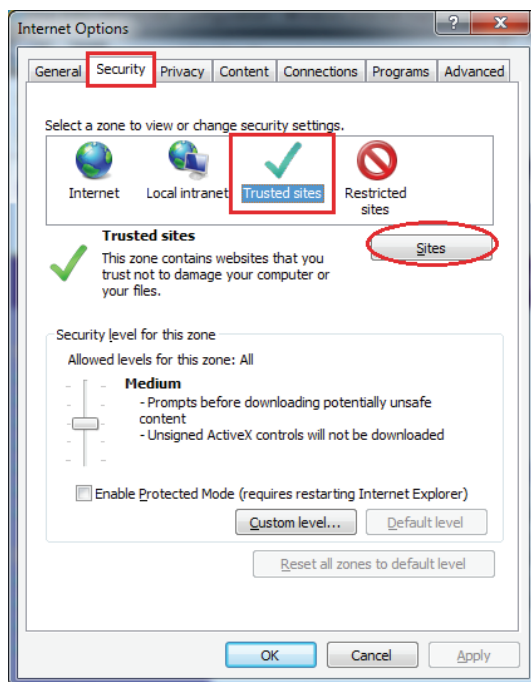 Internet Options
?
General Security Privacy Content Connections Programs Advanced
Select a zone to view or change security settings.
Internet Local intranet Trusted sites Restricted sites
Trusted sites
Sites
This zone contains websites that you
trust not to damage your computer or
your files.
Security level for this zone
Allowed levels for this zone: All
Medium
- Prompts before downloading potentially unsafe
content
- Unsigned ActiveX controls will not be downloaded
Enable Protected Mode (requires restarting Internet Explorer)
Custom level... Default level
Reset all zones to default level
OK Cancel Apply